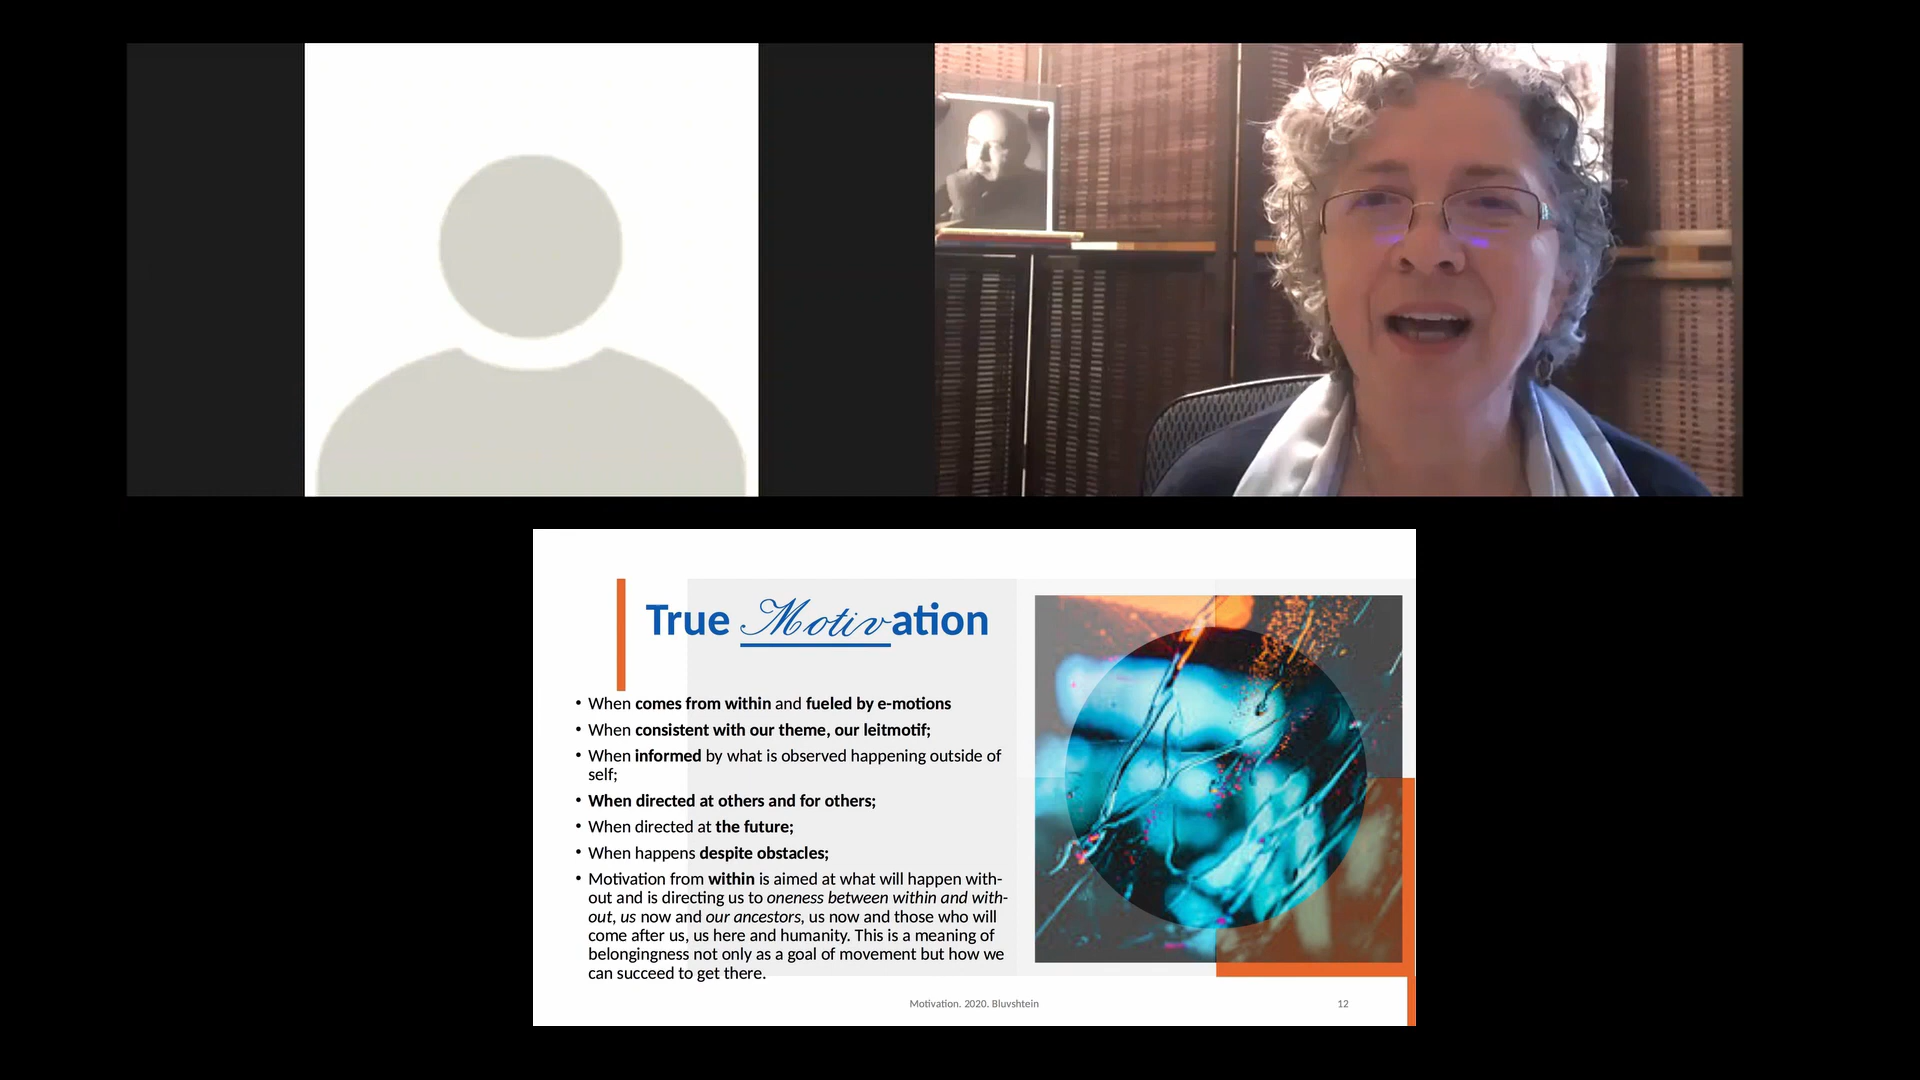 True Motivation
• When comes from within and fueled by e-motions
• When consistent with our theme, our leitmotif;
• When informed by what is observed happening outside of
self;
• When directed at others and for others;
• When directed at the future;
• When happens despite obstacles;
• Motivation from within is aimed at what will happen with-
out and is directing us to oneness between within and with-
out, us now and our ancestors, us now and those who will
come after us, us here and humanity. This is a meaning of
belongingness not only as a goal of movement but how we
can succeed to get there.
Motivation. 2020. Bluvshtein
12